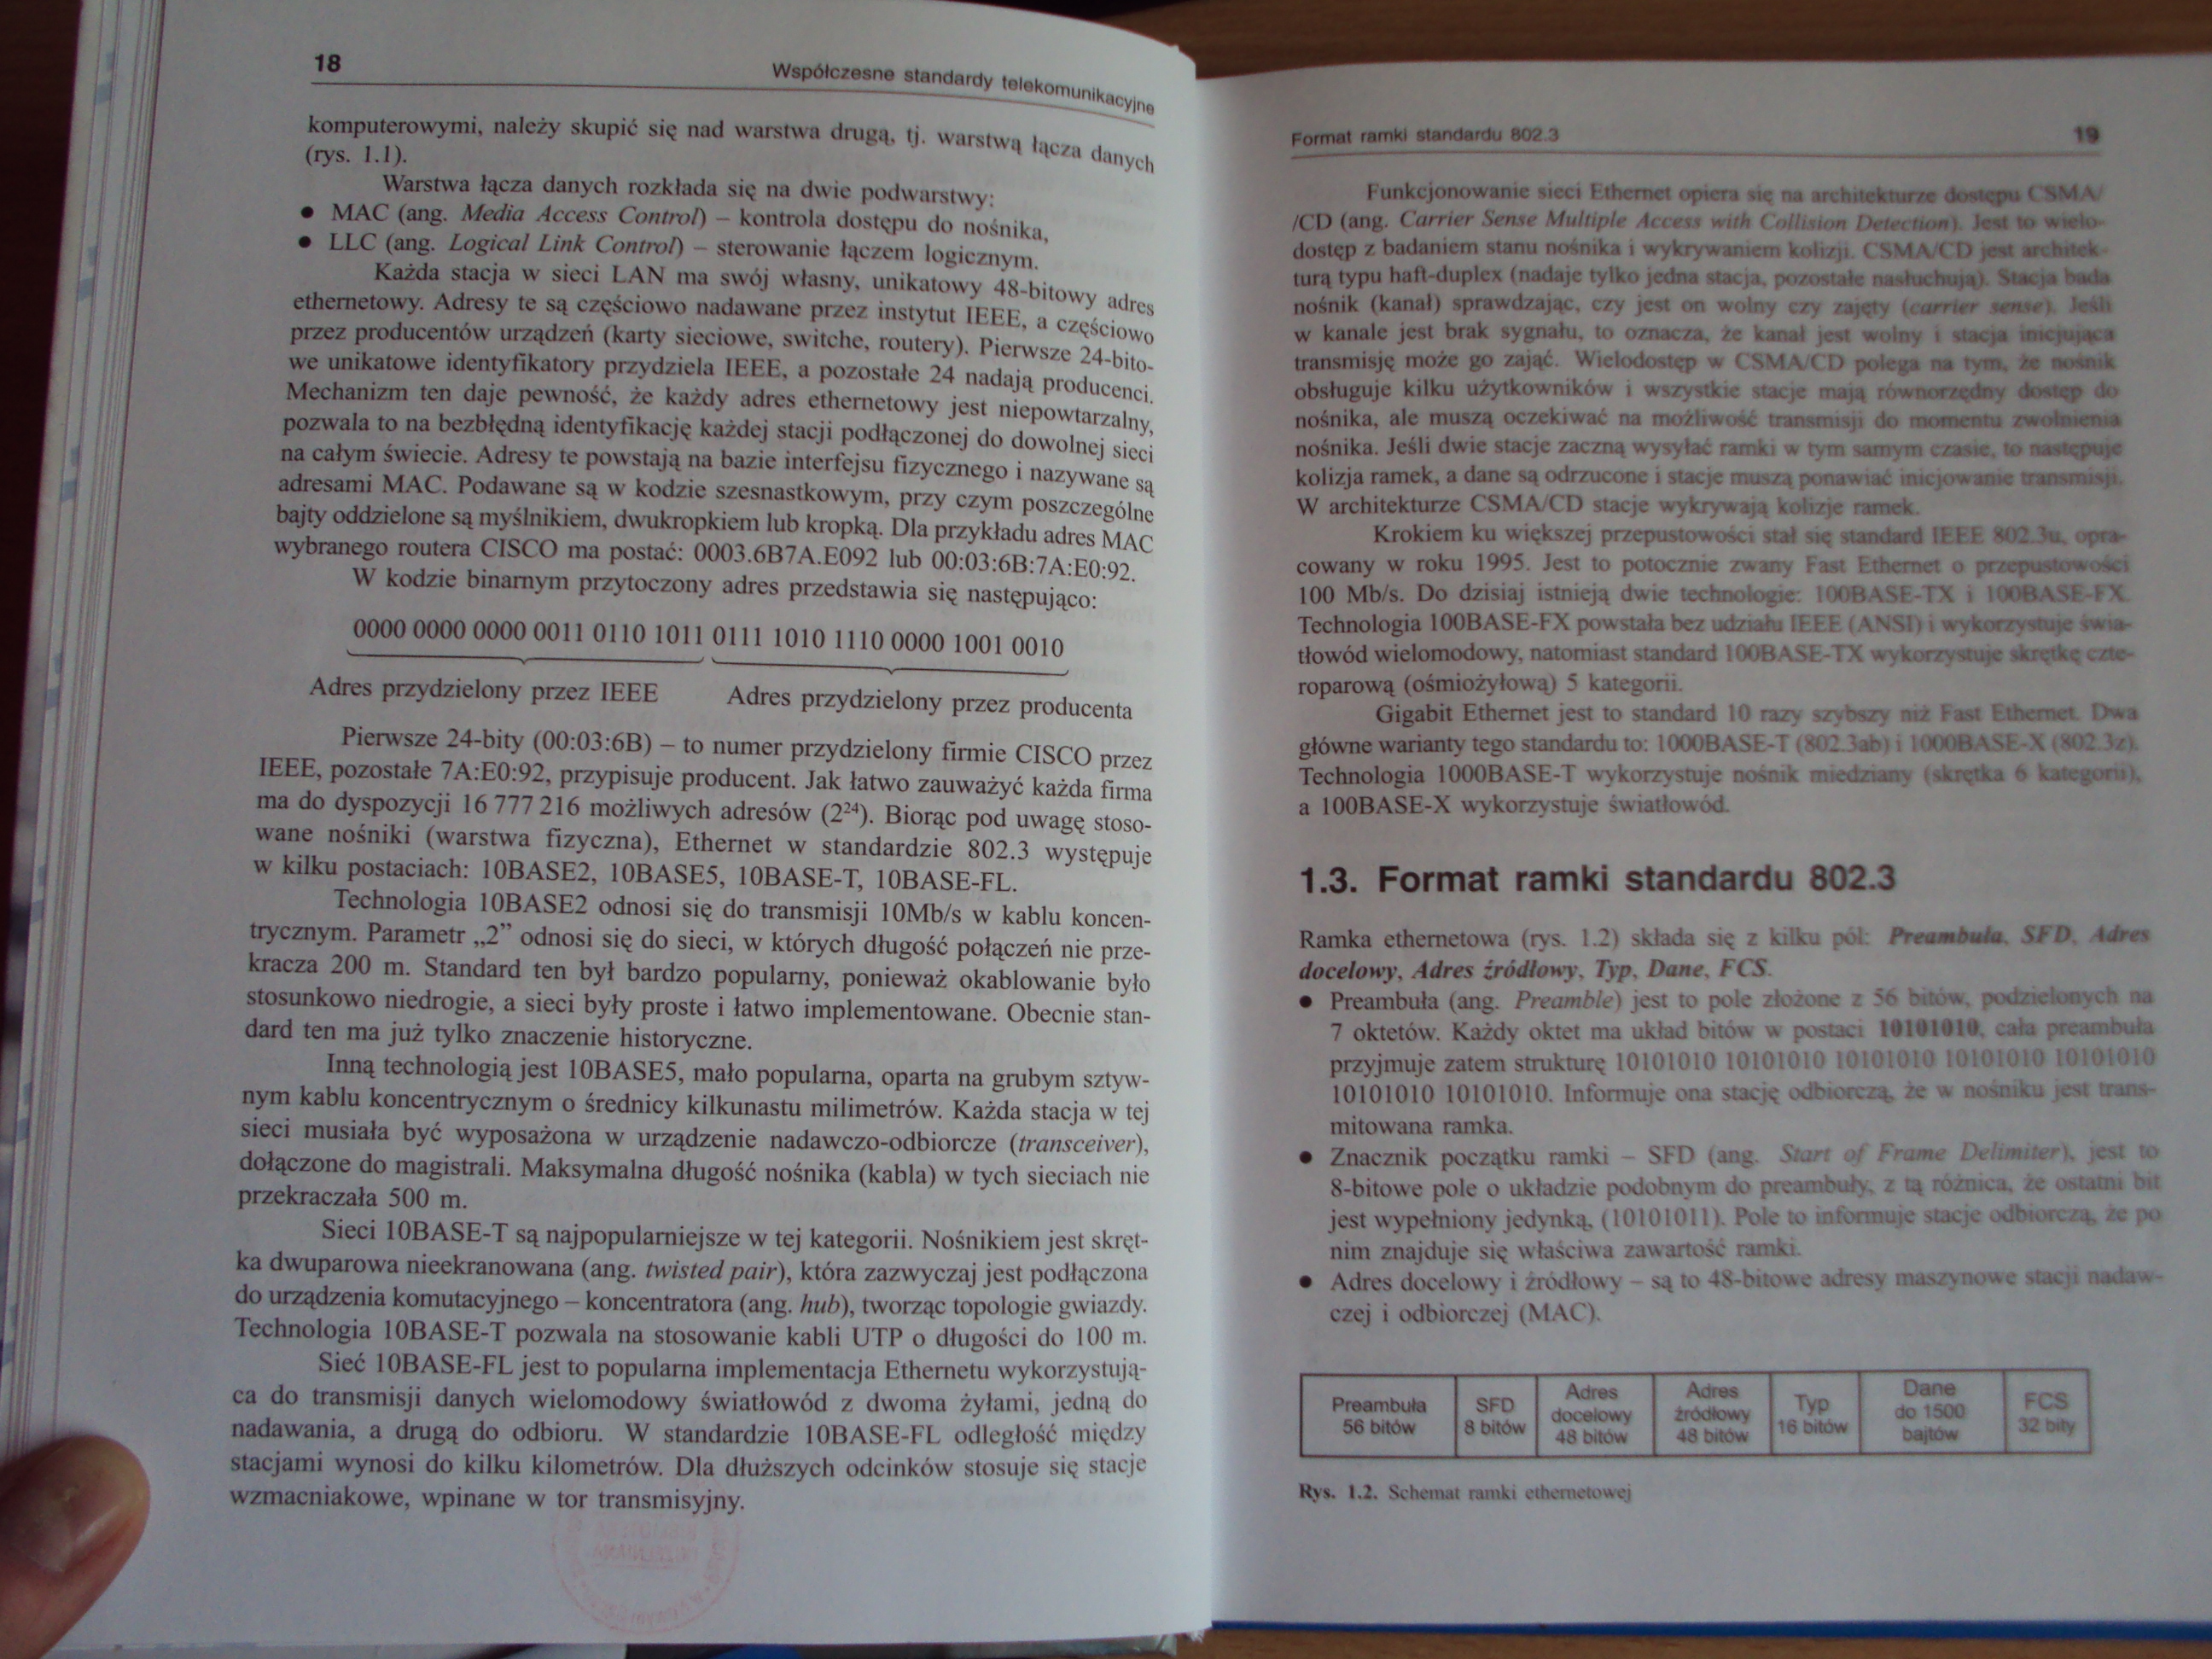 18
Współczesne standardy telekomunikacyjne
komputerowymi, należy skupić się nad warstwa drugą, tj. warstwą łącza danych
(rys. 1.1).
Warstwa łącza danych rozkłada się na dwie podwarstwy:
● MAC (ang. Media Access Control) – kontrola dostępu do nośnika,
● LLC (ang. Logical Link Control) – sterowanie łączem logicznym.
Każda stacja w sieci LAN ma swój własny, unikatowy 48-bitowy adres
ethernetowy. Adresy te są częściowo nadawane przez instytut IEEE, a częściowo
przez producentów urządzeń (karty sieciowe, switche, routery). Pierwsze 24-bito-
we unikatowe identyfikatory przydziela IEEE, a pozostałe 24 nadają producenci.
Mechanizm ten daje pewność, że każdy adres ethernetowy jest niepowtarzalny,
pozwala to na bezbłędną identyfikację każdej stacji podłączonej do dowolnej sieci
na całym świecie. Adresy te powstają na bazie interfejsu fizycznego i nazywane są
adresami MAC. Podawane są w kodzie szesnastkowym, przy czym poszczególne
bajty oddzielone są myślnikiem, dwukropkiem lub kropką. Dla przykładu adres MAC
wybranego routera CISCO ma postać: 0003.6B7A.E092 lub 00:03:6B:7A:E0:92.
W kodzie binarnym przytoczony adres przedstawia się następująco:
0000 0000 0000 0011 0110 1011 0111 1010 1110 0000 1001 0010
Adres przydzielony przez IEEE Adres przydzielony przez producenta
Pierwsze 24-bity (00:03:6B) – to numer przydzielony firmie CISCO przez
IEEE, pozostałe 7A:E0:92, przypisuje producent. Jak łatwo zauważyć każda firma
ma do dyspozycji 16 777 216 możliwych adresów (2²⁴). Biorąc pod uwagę stoso-
wane nośniki (warstwa fizyczna), Ethernet w standardzie 802.3 występuje
w kilku postaciach: 10BASE2, 10BASE5, 10BASE-T, 10BASE-FL.
Technologia 10BASE2 odnosi się do transmisji 10Mb/s w kablu koncen-
trycznym. Parametr „2” odnosi się do sieci, w których długość połączeń nie prze-
kracza 200 m. Standard ten był bardzo popularny, ponieważ okablowanie było
stosunkowo niedrogie, a sieci były proste i łatwo implementowane. Obecnie stan-
dard ten ma już tylko znaczenie historyczne.
Inną technologią jest 10BASE5, mało popularna, oparta na grubym sztyw-
nym kablu koncentrycznym o średnicy kilkunastu milimetrów. Każda stacja w tej
sieci musiała być wyposażona w urządzenie nadawczo-odbiorcze (transceiver),
dołączone do magistrali. Maksymalna długość nośnika (kabla) w tych sieciach nie
przekraczała 500 m.
Sieci 10BASE-T są najpopularniejsze w tej kategorii. Nośnikiem jest skręt-
ka dwuparowa nieekranowana (ang. twisted pair), która zazwyczaj jest podłączona
do urządzenia komutacyjnego – koncentratora (ang. hub), tworząc topologie gwiazdy.
Technologia 10BASE-T pozwala na stosowanie kabli UTP o długości do 100 m.
Sieć 10BASE-FL jest to popularna implementacja Ethernetu wykorzystują-
ca do transmisji danych wielomodowy światłowód z dwoma żyłami, jedną do
nadawania, a drugą do odbioru. W standardzie 10BASE-FL odległość między
stacjami wynosi do kilku kilometrów. Dla dłuższych odcinków stosuje się stacje
wzmacniakowe, wpinane w tor transmisyjny.
Format ramki standardu 802.3
19
Funkcjonowanie sieci Ethernet opiera się na architekturze dostępu CSMA/
/CD (ang. Carrier Sense Multiple Access with Collision Detection). Jest to wielo-
dostęp z badaniem stanu nośnika i wykrywaniem kolizji. CSMA/CD jest architek-
turą typu haft-duplex (nadaje tylko jedna stacja, pozostałe nasłuchują). Stacja bada
nośnik (kanał) sprawdzając, czy jest on wolny czy zajęty (carrier sense). Jeśli
w kanale jest brak sygnału, to oznacza, że kanał jest wolny i stacja inicjująca
transmisję może go zająć. Wielodostęp w CSMA/CD polega na tym, że nośnik
obsługuje kilku użytkowników i wszystkie stacje mają równorzędny dostęp do
nośnika, ale muszą oczekiwać na możliwość transmisji do momentu zwolnienia
nośnika. Jeśli dwie stacje zaczną wysyłać ramki w tym samym czasie, to następuje
kolizja ramek, a dane są odrzucone i stacje muszą ponawiać inicjowanie transmisji.
W architekturze CSMA/CD stacje wykrywają kolizje ramek.
Krokiem ku większej przepustowości stał się standard IEEE 802.3u, opra-
cowany w roku 1995. Jest to potocznie zwany Fast Ethernet o przepustowości
100 Mb/s. Do dzisiaj istnieją dwie technologie: 100BASE-TX i 100BASE-FX.
Technologia 100BASE-FX powstała bez udziału IEEE (ANSI) i wykorzystuje świa-
tłowód wielomodowy, natomiast standard 100BASE-TX wykorzystuje skrętkę czte-
roparową (ośmiożyłową) 5 kategorii.
Gigabit Ethernet jest to standard 10 razy szybszy niż Fast Ethernet. Dwa
główne warianty tego standardu to: 1000BASE-T (802.3ab) i 1000BASE-X (802.3z).
Technologia 1000BASE-T wykorzystuje nośnik miedziany (skrętka 6 kategorii),
a 100BASE-X wykorzystuje światłowód.
1.3. Format ramki standardu 802.3
Ramka ethernetowa (rys. 1.2) składa się z kilku pól: Preambuła, SFD, Adres
docelowy, Adres źródłowy, Typ, Dane, FCS.
● Preambuła (ang. Preamble) jest to pole złożone z 56 bitów, podzielonych na
7 oktetów. Każdy oktet ma układ bitów w postaci 10101010, cała preambuła
przyjmuje zatem strukturę 10101010 10101010 10101010 10101010 10101010
10101010 10101010. Informuje ona stację odbiorczą, że w nośniku jest trans-
mitowana ramka.
● Znacznik początku ramki – SFD (ang. Start of Frame Delimiter), jest to
8-bitowe pole o układzie podobnym do preambuły, z tą różnica, że ostatni bit
jest wypełniony jedynką, (10101011). Pole to informuje stacje odbiorczą, że po
nim znajduje się właściwa zawartość ramki.
● Adres docelowy i źródłowy – są to 48-bitowe adresy maszynowe stacji nadaw-
czej i odbiorczej (MAC).
Preambuła
56 bitów
SFD
8 bitów
Adres
docelowy
48 bitów
Adres
źródłowy
48 bitów
Typ
16 bitów
Dane
do 1500
bajtów
FCS
32 bity
Rys. 1.2. Schemat ramki ethernetowej